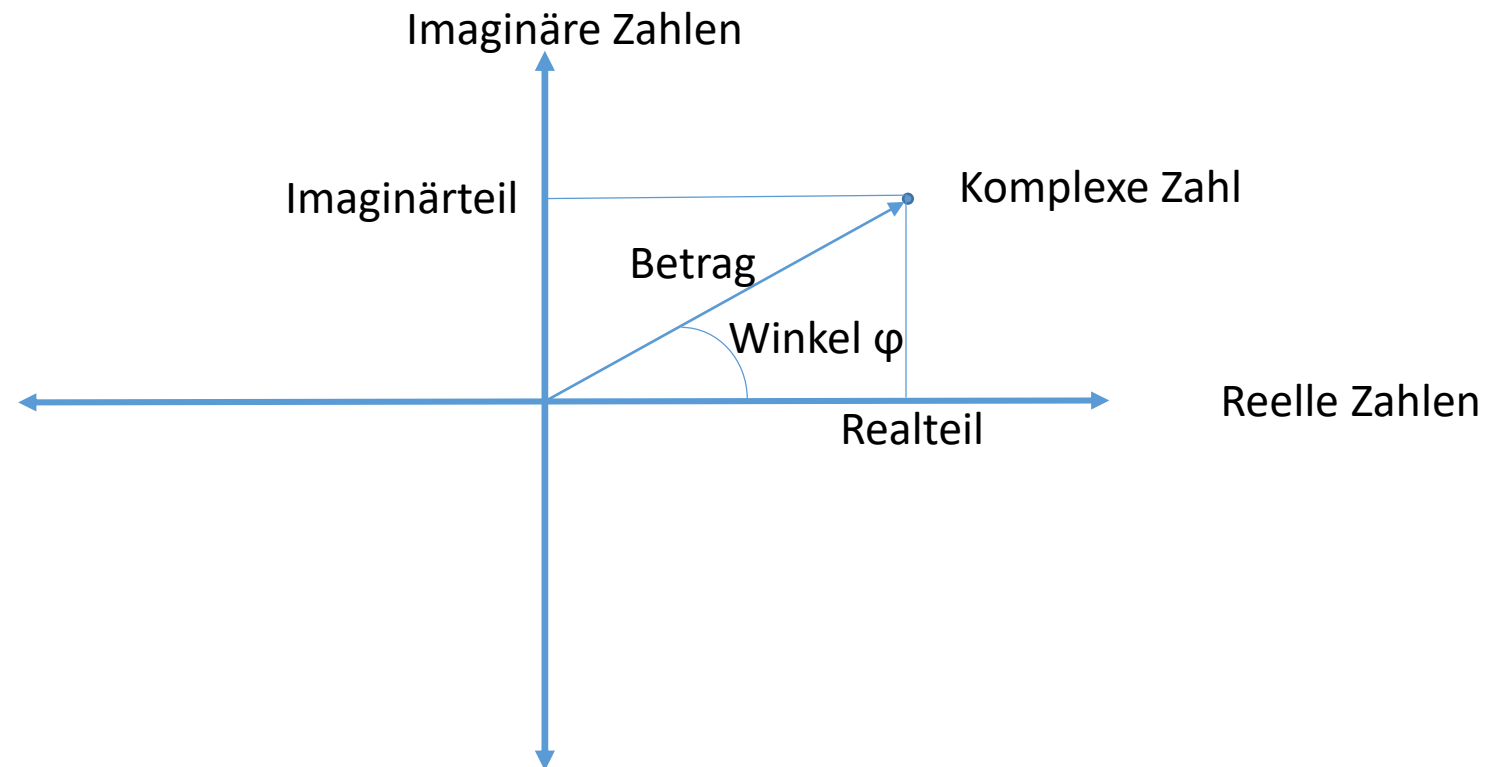 Imaginäre Zahlen
Imaginärteil
Komplexe Zahl
Betrag
Winkel φ
Reelle Zahlen
Realteil